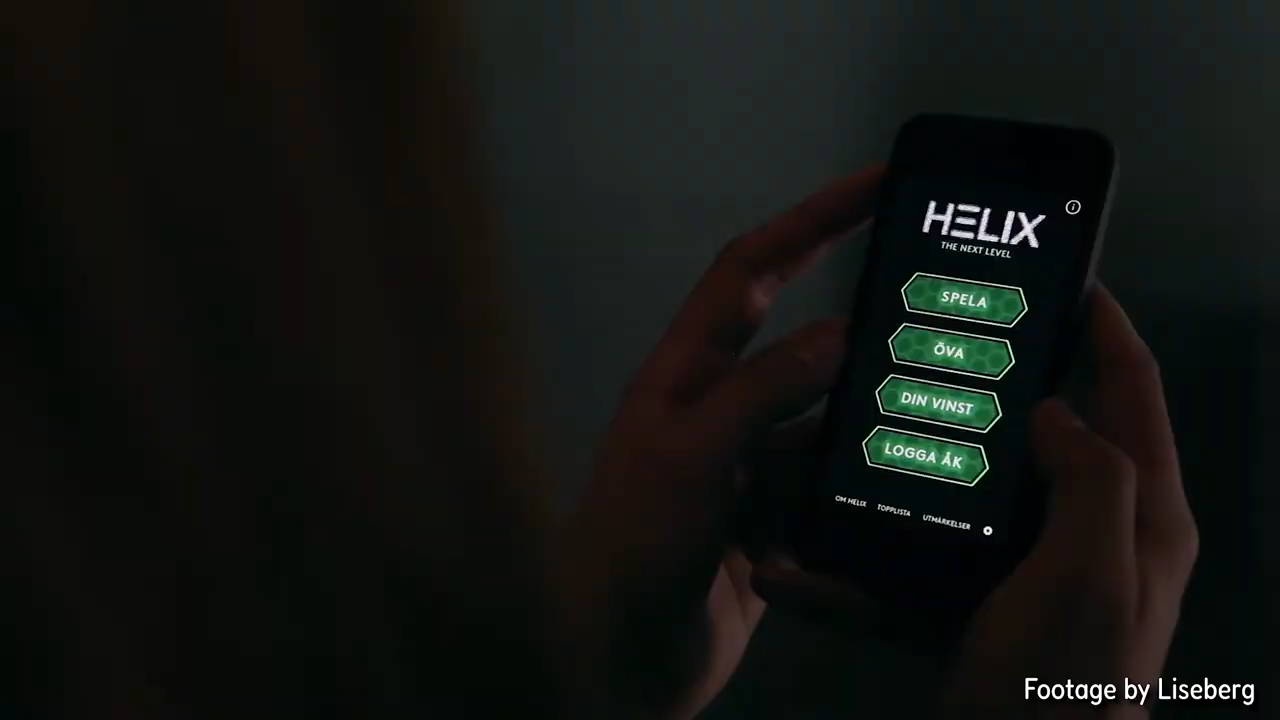 HELIX
THE NEXT LEVEL
SPELA
ÖVA
DIN VINST
LOGGA ÅK
OM HELIX TOPPLISTA UTMÄRKELSER
Footage by Liseberg